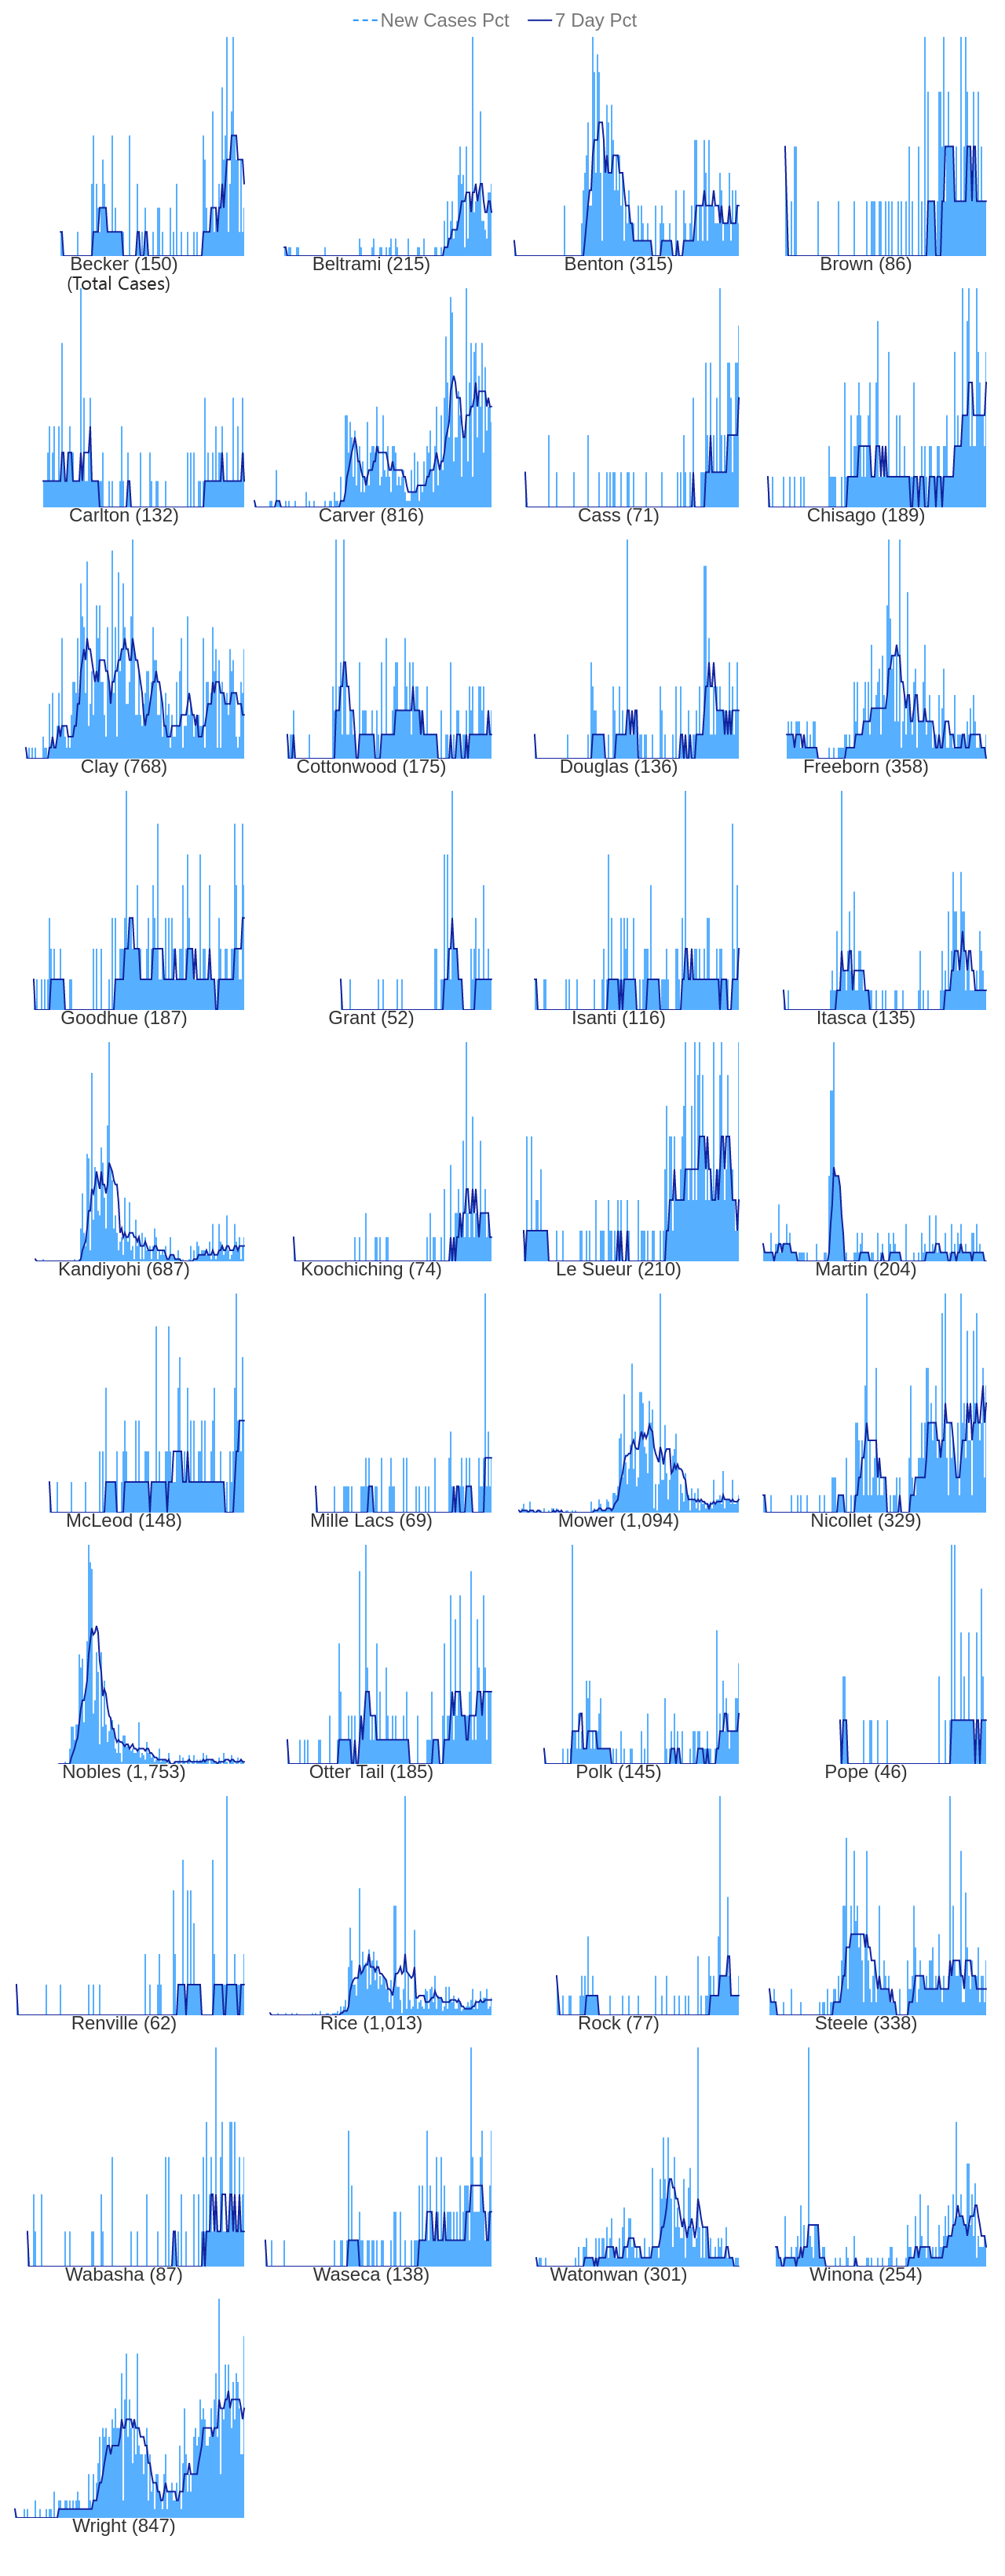 New Cases Pct 7 Day Pct
Becker (150) Beltrami (215) Benton (315) Brown (86)
(Total Cases)
Carlton (132) Carver (816) Cass (71) Chisago (189)
Clay (768) Cottonwood (175) Douglas (136) Freeborn (358)
Goodhue (187) Grant (52) Isanti (116) Itasca (135)
Kandiyohi (687) Koochiching (74) Le Sueur (210) Martin (204)
McLeod (148) Mille Lacs (69) Mower (1,094) Nicollet (329)
Nobles (1,753) Otter Tail (185) Polk (145) Pope (46)
Renville (62) Rice (1,013) Rock (77) Steele (338)
Wabasha (87) Waseca (138) Watonwan (301) Winona (254)
Wright (847)